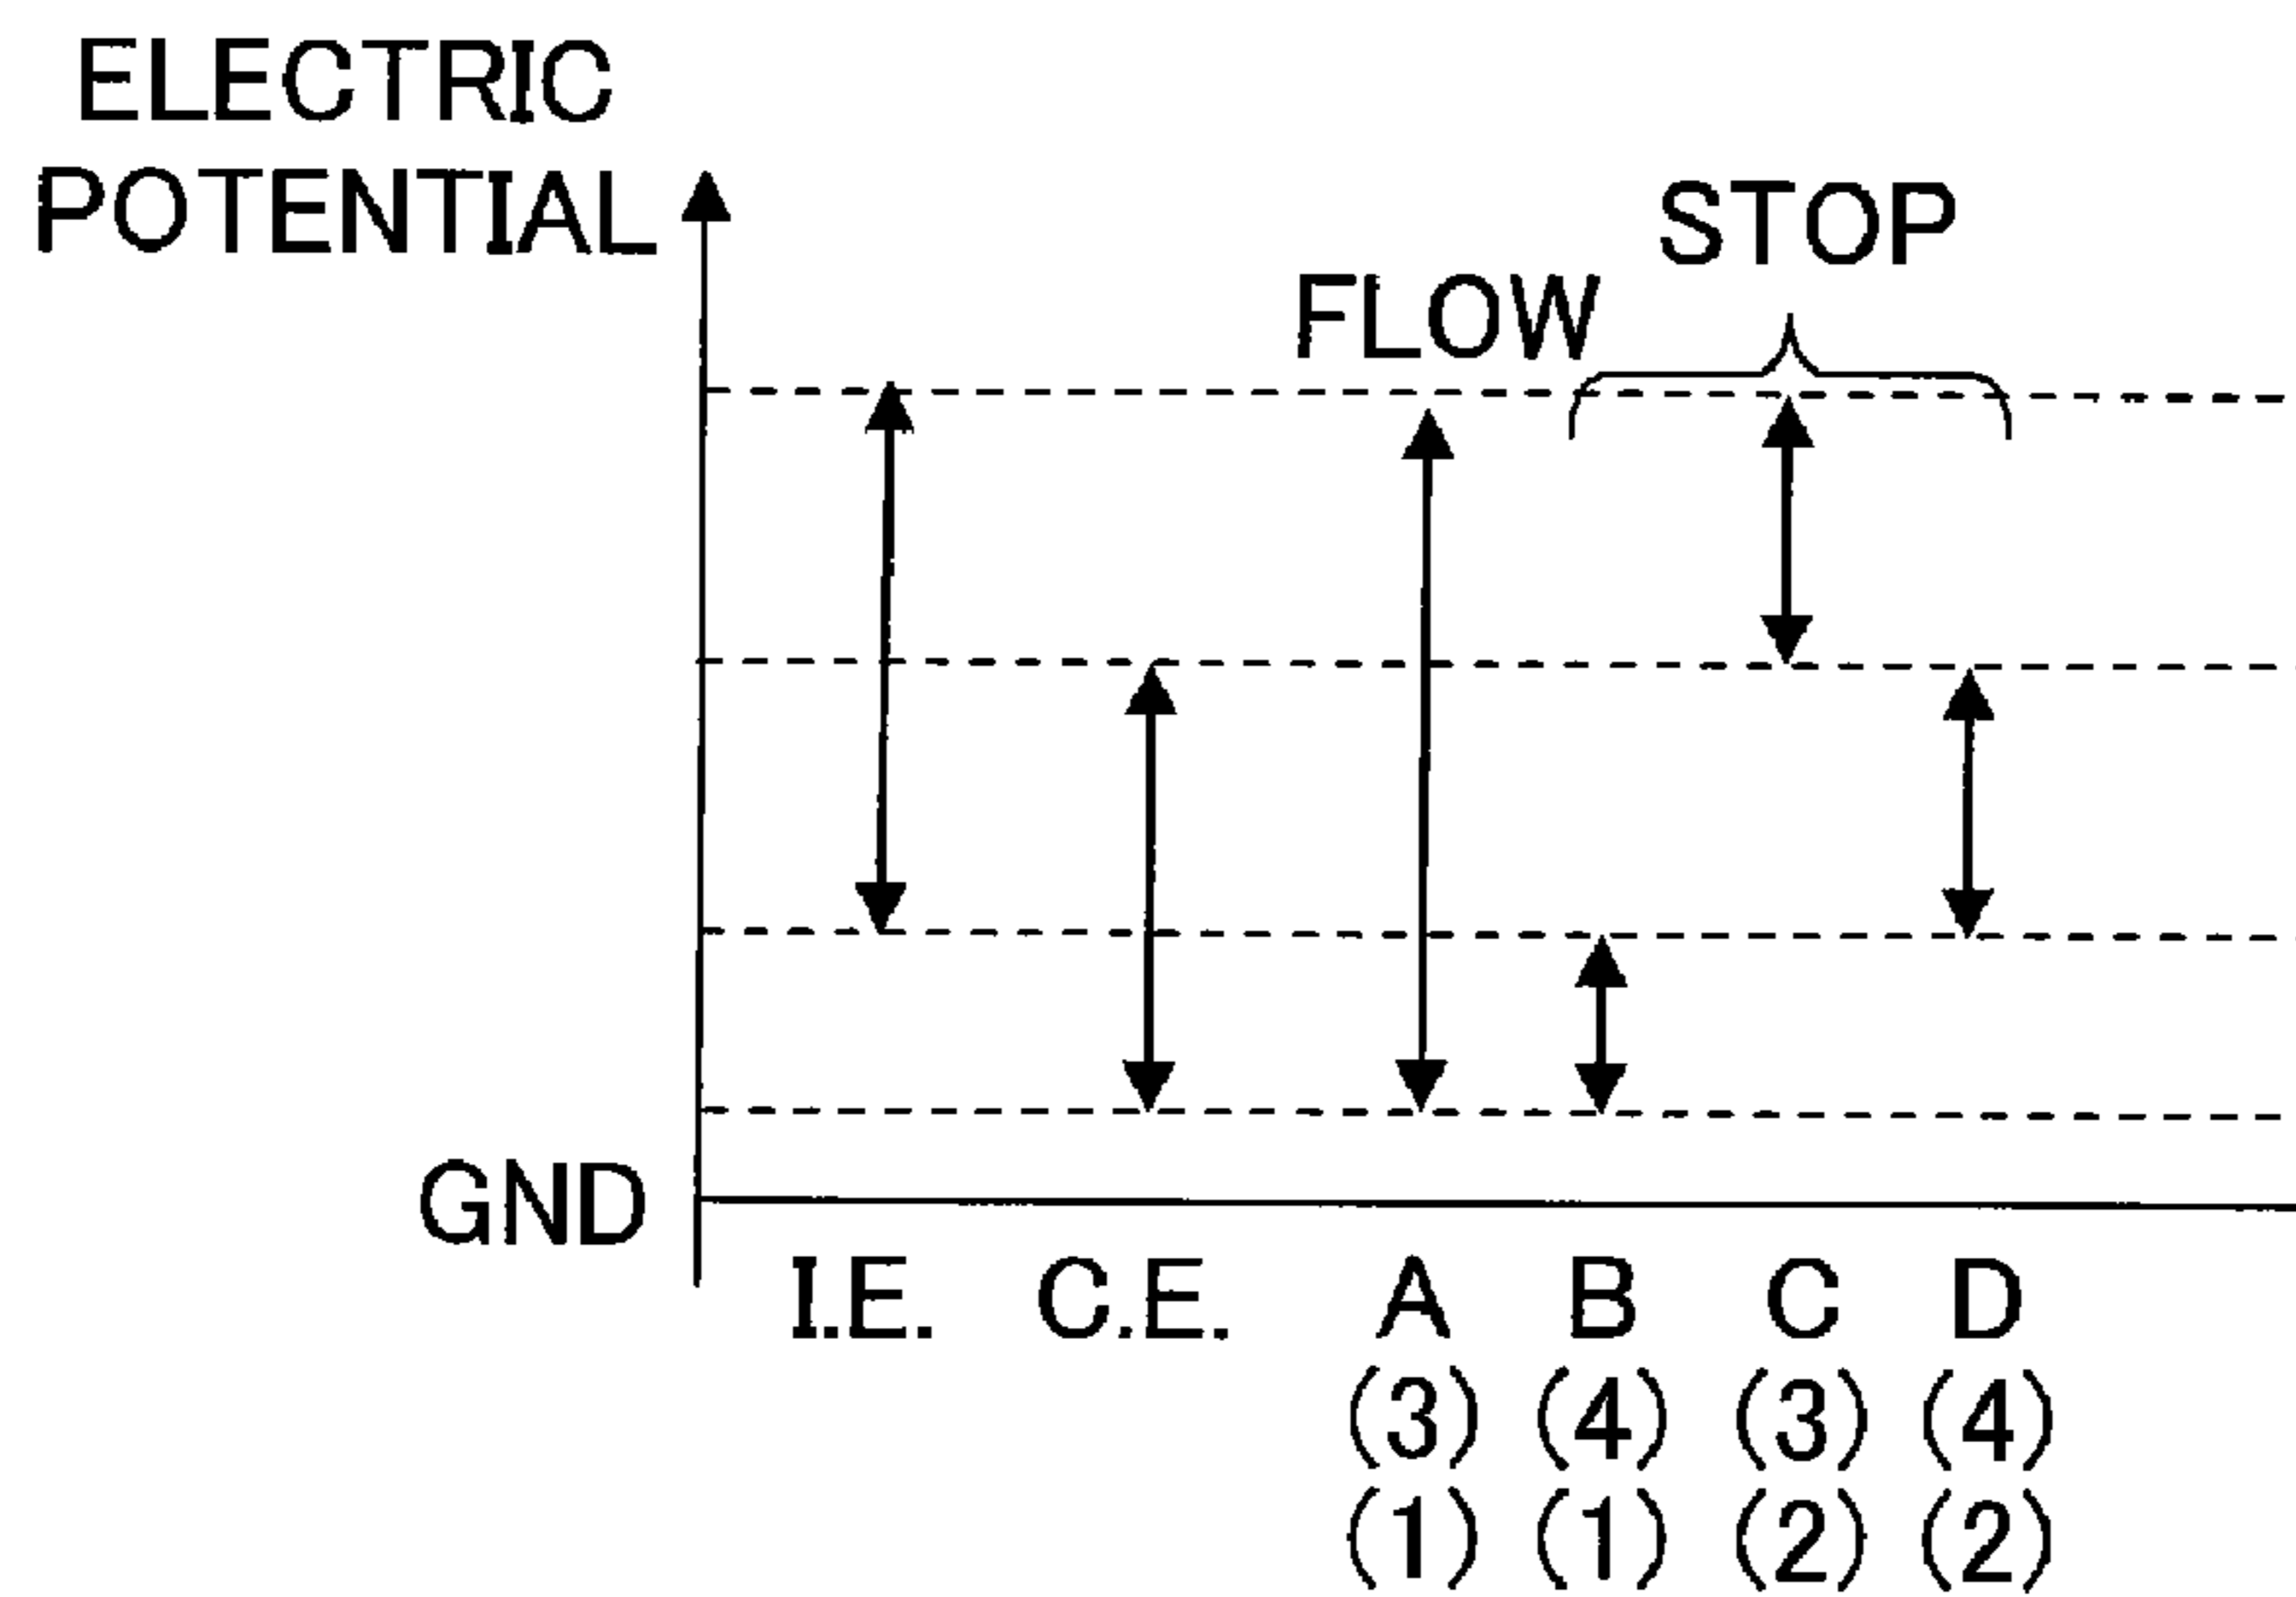 ELECTRIC
POTENTIAL
STOP
FLOW
GND
I.E. C.E. A B C D
(3) (4) (3) (4)
(1) (1) (2) (2)